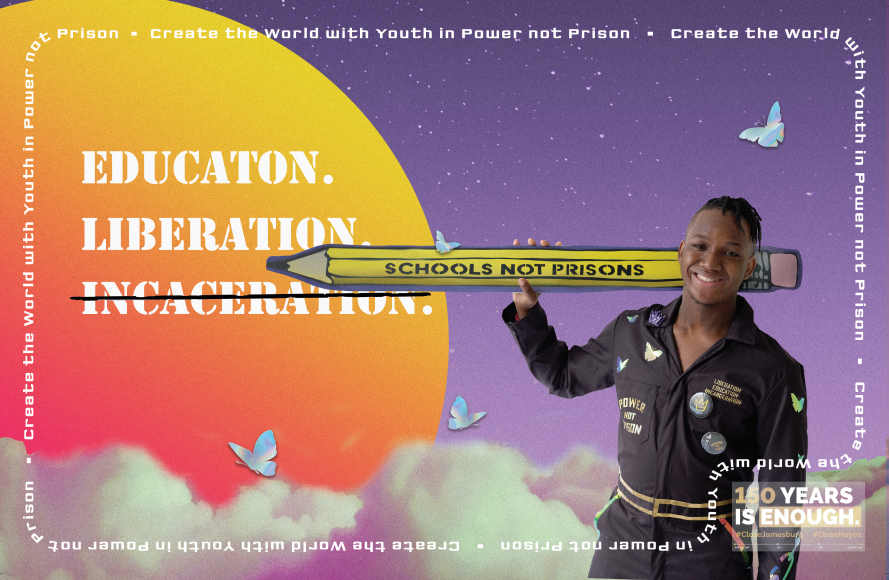 Prison ▪ Create the World with Youth in Power not Prison ▪ Create the World
with Youth in Power not Prison ▪ Create
the World with
Youth
in Power not Prison ▪ Create the World with Youth in Power not
Prison ▪ Create the World with Youth in Power not
EDUCATON.
LIBERATION.
INCACERATION.
SCHOOLS NOT PRISONS
LIBERATION
EDUCATION
INCARCERATION
POWER
NOT
PRISON
150 YEARS
IS ENOUGH.
#CloseJamesburg #CloseHayes